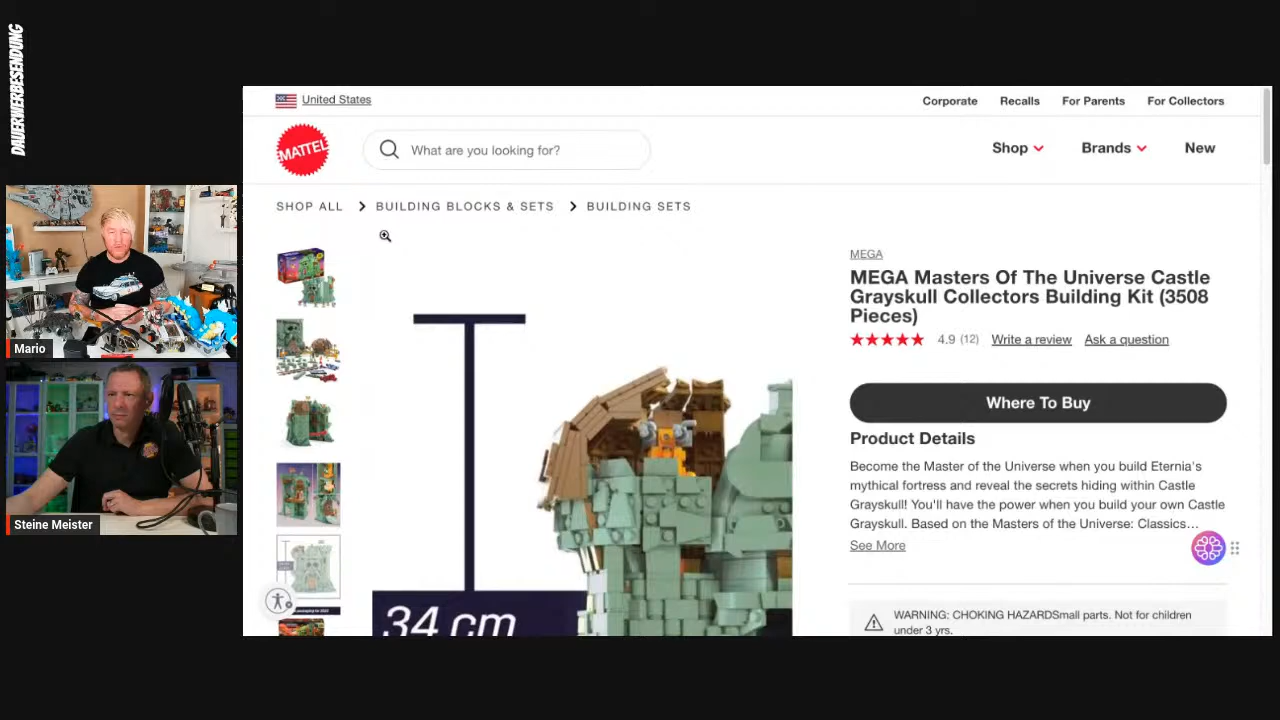 DAUERWERBESENDUNG
United States
Corporate
Recalls
For Parents
For Collectors
MATTEL
What are you looking for?
Shop
Brands
New
SHOP ALL
BUILDING BLOCKS & SETS
BUILDING SETS
MEGA
MEGA Masters Of The Universe Castle
Grayskull Collectors Building Kit (3508
Pieces)
4.9 (12)
Write a review
Ask a question
Where To Buy
Product Details
Become the Master of the Universe when you build Eternia's
mythical fortress and reveal the secrets hiding within Castle
Grayskull! You'll have the power when you build your own Castle
Grayskull. Based on the Masters of the Universe: Classics…
See More
WARNING: CHOKING HAZARDSmall parts. Not for children
under 3 yrs.
34 cm
Mario
Steine Meister